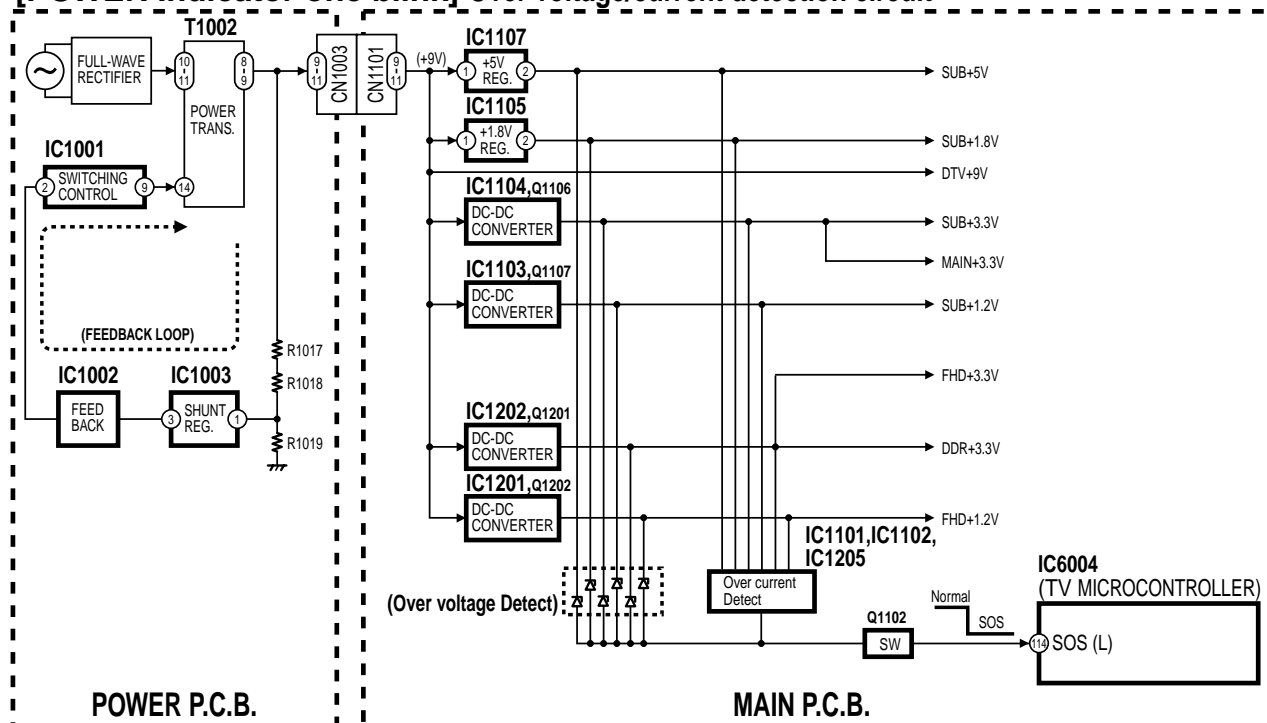 [POWER indicator one blink] Over voltage/current detection circuit
T1002
FULL-WAVE
RECTIFIER
10
11
8
9
POWER
TRANS.
14
IC1001
2
SWITCHING
CONTROL
9
(FEEDBACK LOOP)
IC1002
FEED
BACK
IC1003
3
SHUNT
REG.
1
R1017
R1018
R1019
9
11
CN1003
CN1101
9
11
(+9V)
IC1107
1
+5V
REG.
2
SUB+5V
IC1105
1
+1.8V
REG.
2
SUB+1.8V
DTV+9V
IC1104,Q1106
DC-DC
CONVERTER
SUB+3.3V
MAIN+3.3V
IC1103,Q1107
DC-DC
CONVERTER
SUB+1.2V
FHD+3.3V
IC1202,Q1201
DC-DC
CONVERTER
DDR+3.3V
IC1201,Q1202
DC-DC
CONVERTER
FHD+1.2V
IC1101,IC1102,
IC1205
Over current
Detect
(Over voltage Detect)
Q1102
SW
Normal
SOS
IC6004
(TV MICROCONTROLLER)
114
SOS (L)
POWER P.C.B.
MAIN P.C.B.